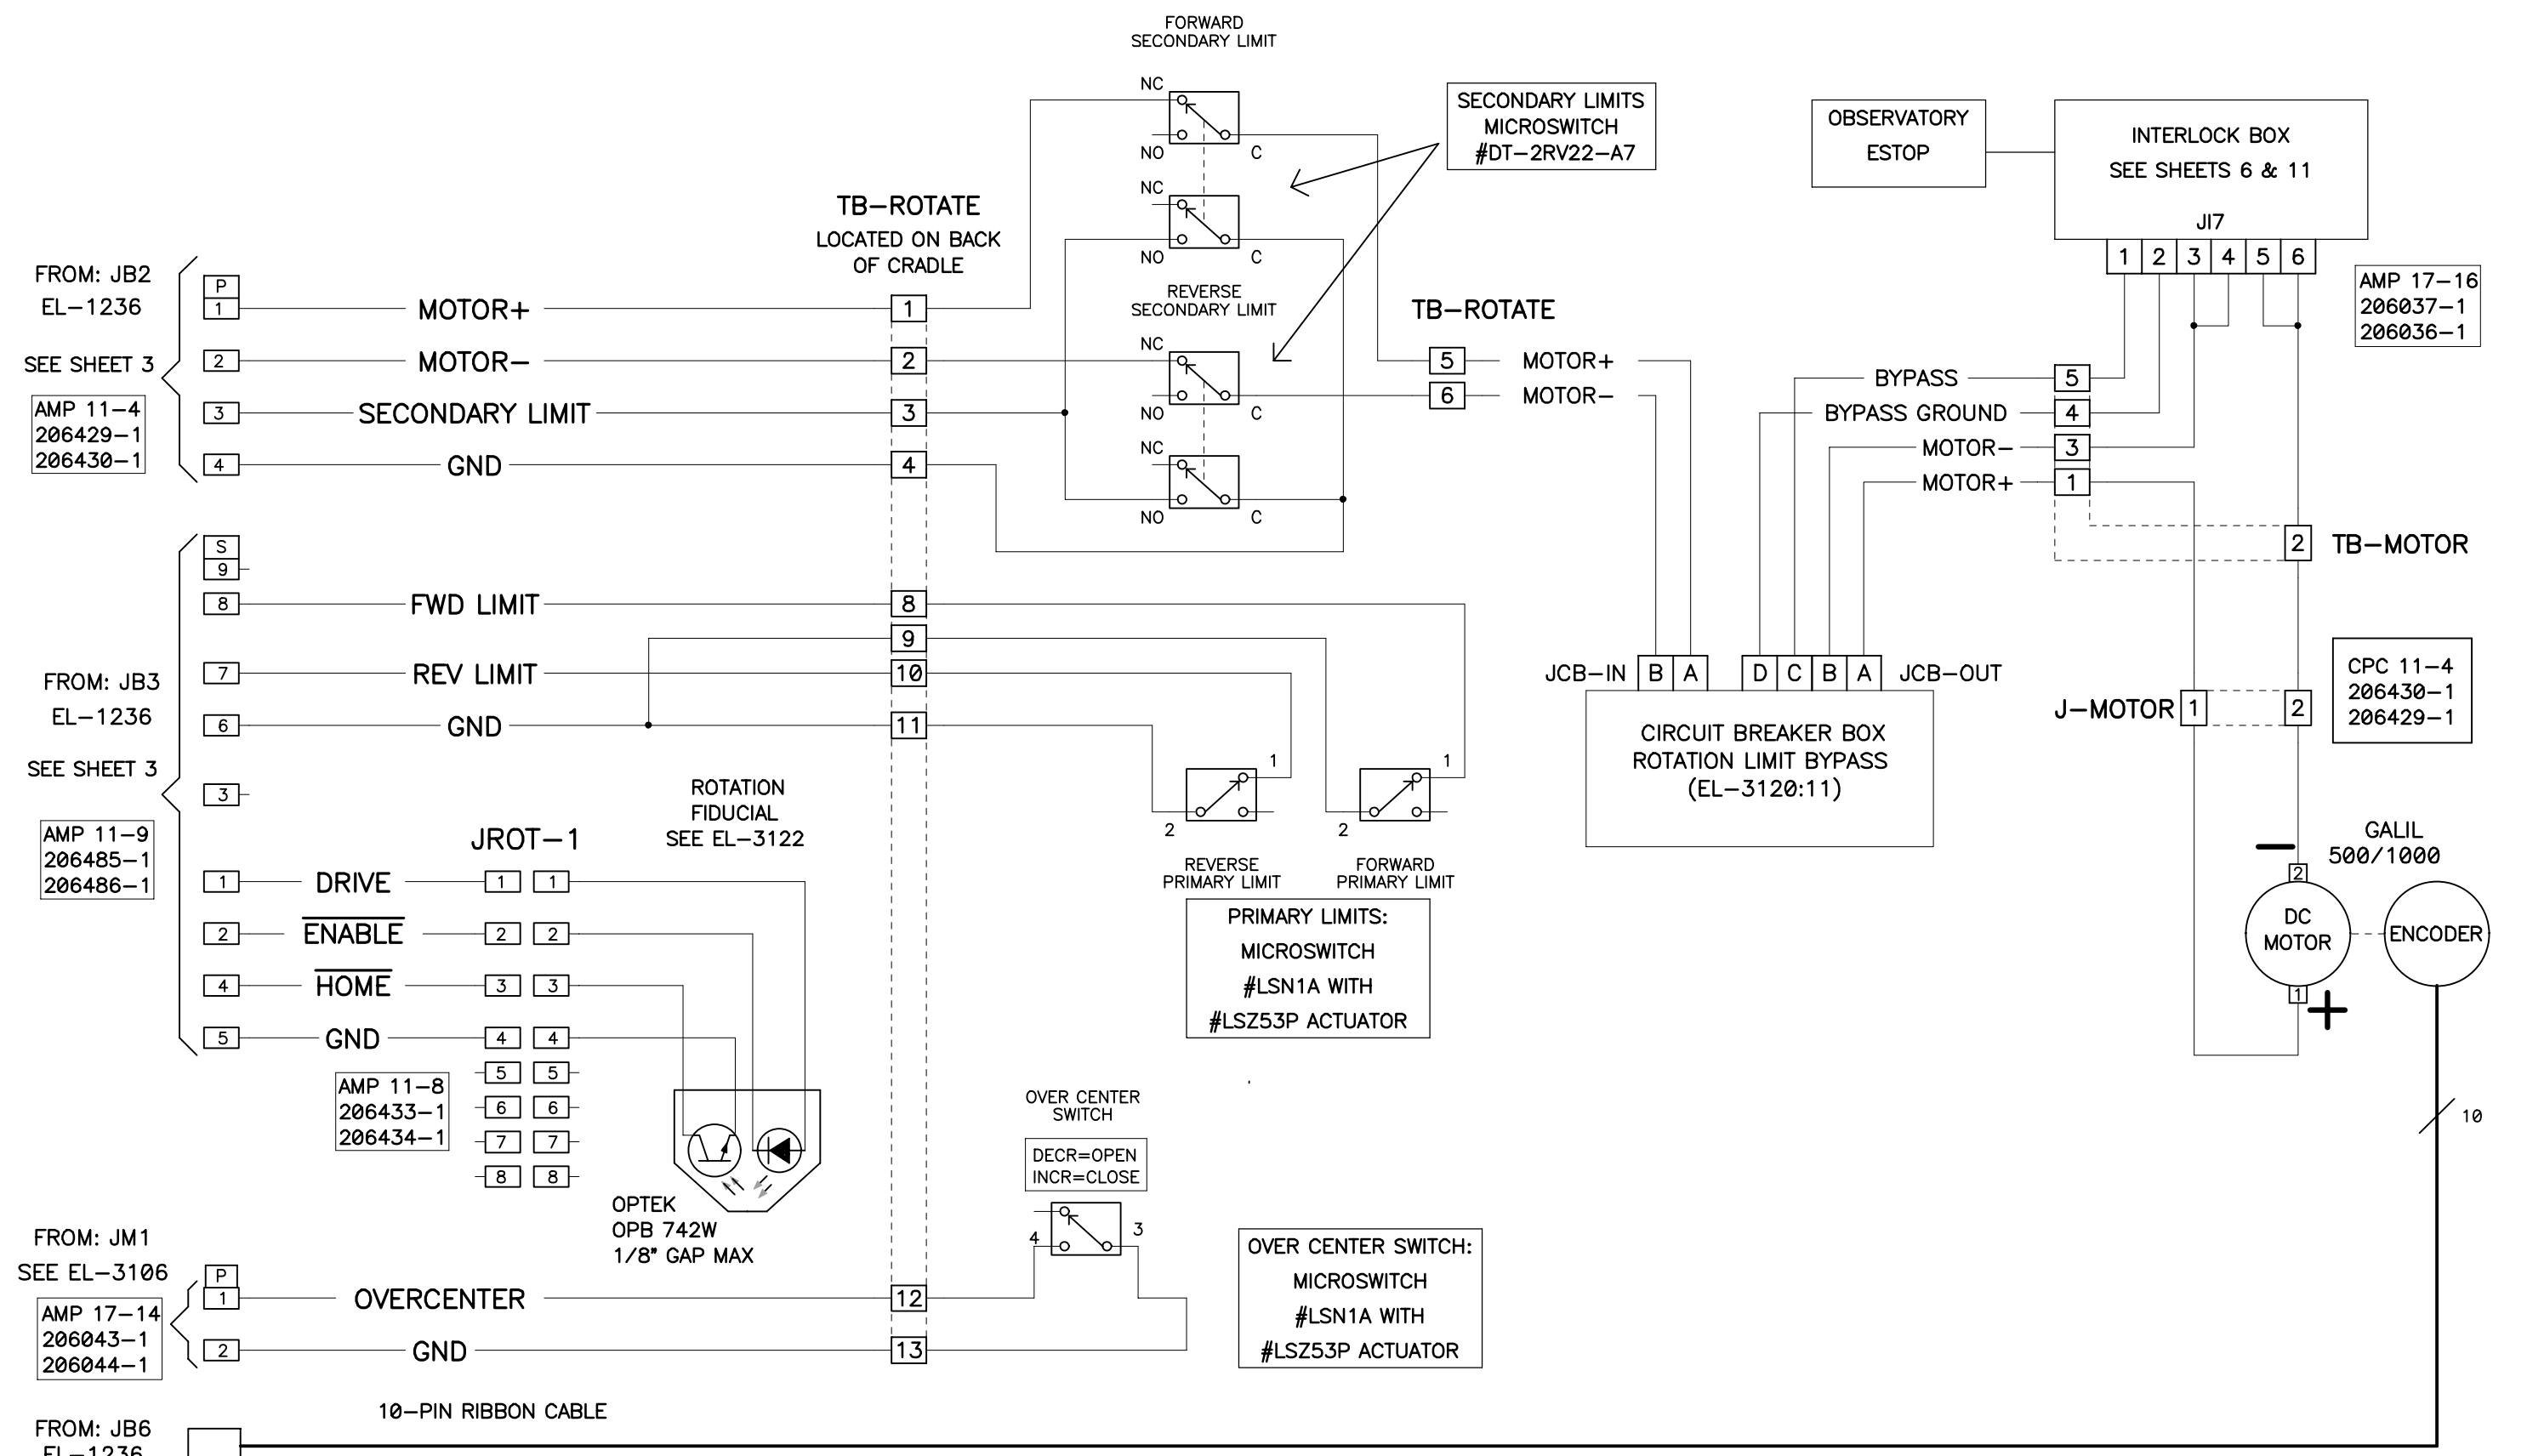 FORWARD
SECONDARY LIMIT
NC
NO
C
NC
NO
C
SECONDARY LIMITS
MICROSWITCH
#DT-2RV22-A7
OBSERVATORY
ESTOP
INTERLOCK BOX
SEE SHEETS 6 & 11
JI7
1 2 3 4 5 6
AMP 17-16
206037-1
206036-1
TB-ROTATE
LOCATED ON BACK
OF CRADLE
FROM: JB2
EL-1236
SEE SHEET 3
AMP 11-4
206429-1
206430-1
P
1 MOTOR+ 1
2 MOTOR- 2
3 SECONDARY LIMIT 3
4 GND 4
REVERSE
SECONDARY LIMIT
NC
NO
C
NC
NO
C
TB-ROTATE
5 MOTOR+
6 MOTOR-
BYPASS 5
BYPASS GROUND 4
MOTOR- 3
MOTOR+ 1
2 TB-MOTOR
FROM: JB3
EL-1236
SEE SHEET 3
AMP 11-9
206485-1
206486-1
S
9
8 FWD LIMIT 8
9
7 REV LIMIT 10
6 GND 11
3
JCB-IN B A
D C B A JCB-OUT
CIRCUIT BREAKER BOX
ROTATION LIMIT BYPASS
(EL-3120:11)
J-MOTOR 1 2
CPC 11-4
206430-1
206429-1
1
2
REVERSE
PRIMARY LIMIT
1
2
FORWARD
PRIMARY LIMIT
PRIMARY LIMITS:
MICROSWITCH
#LSN1A WITH
#LSZ53P ACTUATOR
ROTATION
FIDUCIAL
SEE EL-3122
JROT-1
1 DRIVE 1 1
2 ENABLE 2 2
4 HOME 3 3
5 GND 4 4
5 5
6 6
7 7
8 8
AMP 11-8
206433-1
206434-1
OPTEK
OPB 742W
1/8" GAP MAX
GALIL
500/1000
−
2
DC
MOTOR
1
+
ENCODER
10
OVER CENTER
SWITCH
DECR=OPEN
INCR=CLOSE
4
3
OVER CENTER SWITCH:
MICROSWITCH
#LSN1A WITH
#LSZ53P ACTUATOR
FROM: JM1
SEE EL-3106
AMP 17-14
206043-1
206044-1
P
1 OVERCENTER 12
2 GND 13
10-PIN RIBBON CABLE
FROM: JB6
EL-1236